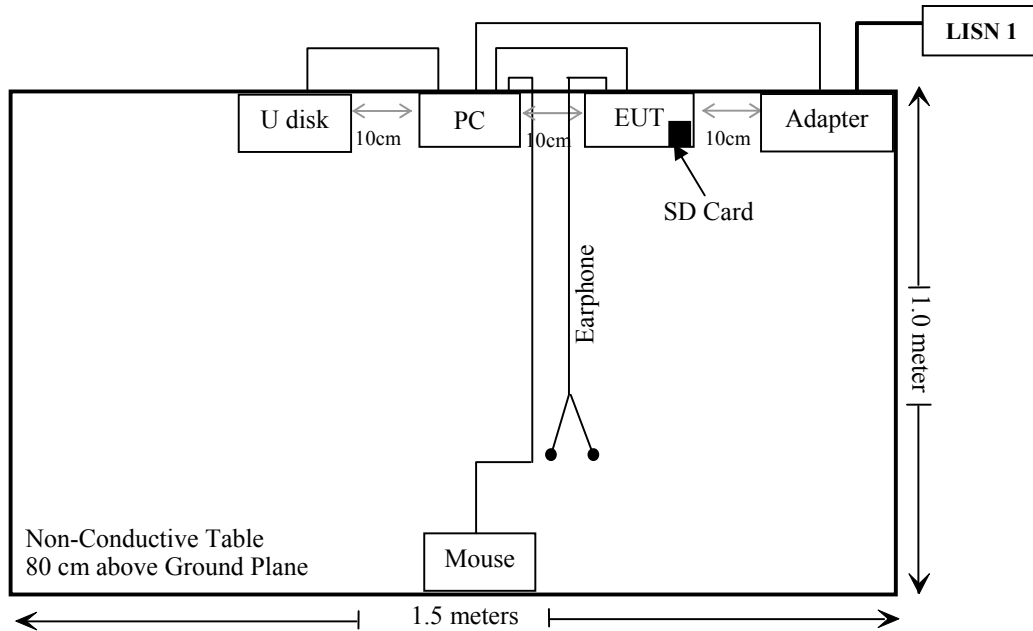 LISN 1
U disk
PC
EUT
Adapter
10cm
10cm
10cm
SD Card
Earphone
1.0 meter
Non-Conductive Table
80 cm above Ground Plane
Mouse
1.5 meters